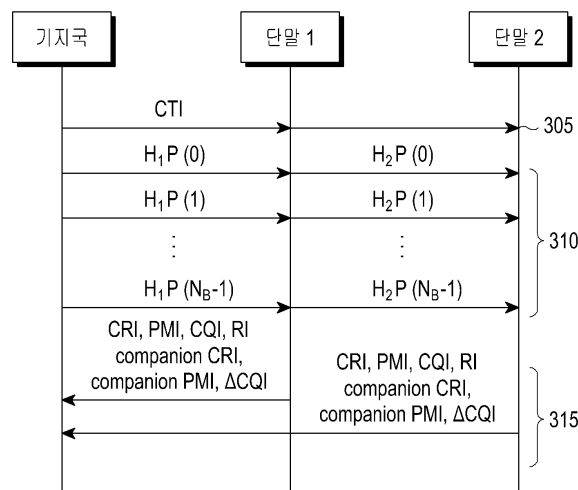 기지국 단말 1 단말 2
CTI
305
H₁P (0) H₂P (0)
H₁P (1) H₂P (1)
⋮ ⋮
310
H₁P (N_B-1) H₂P (N_B-1)
CRI, PMI, CQI, RI
companion CRI,
companion PMI, ΔCQI
CRI, PMI, CQI, RI
companion CRI,
companion PMI, ΔCQI
315